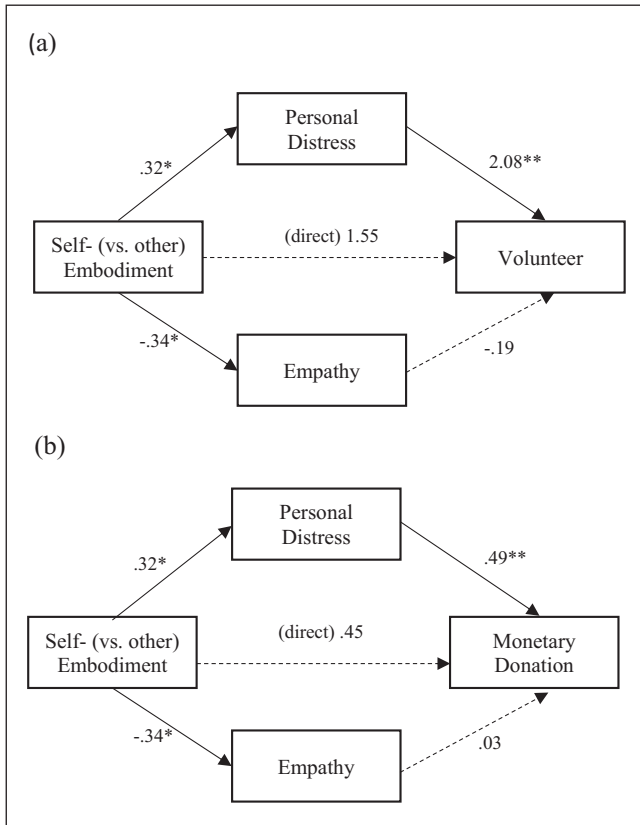 (a)
Personal
Distress
.32*
2.08**
Self- (vs. other)
Embodiment
(direct) 1.55
Volunteer
-.34*
-.19
Empathy
(b)
Personal
Distress
.32*
.49**
Self- (vs. other)
Embodiment
(direct) .45
Monetary
Donation
-.34*
.03
Empathy